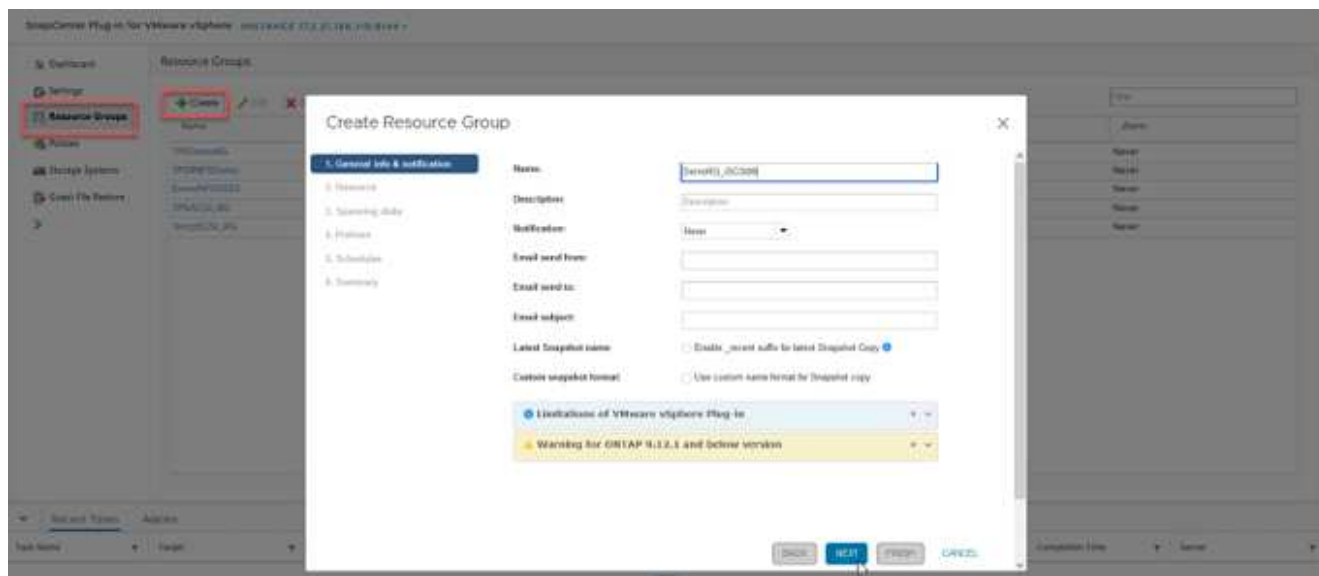 SnapCenter Plug-in for VMware vSphere
Dashboard
Settings
Resource Groups
Policies
Storage Systems
Guest File Restore
Resource Groups
Create
Name
Filter
Never
Never
Never
Never
Never
Create Resource Group
1. General info & notification
2. Resource
3. Spanning disks
4. Policies
5. Schedules
6. Summary
Name:
Description:
Description
Notification:
Never
Email send from:
Email send to:
Email subject:
Latest Snapshot name
Enable _recent suffix for latest Snapshot Copy
Custom snapshot format:
Use custom name format for Snapshot copy
Limitations of VMware vSphere Plug-in
Warning for ONTAP 9.12.1 and below version
BACK
NEXT
FINISH
CANCEL
Recent Tasks
Alarms
Task Name
Target
Completion Time
Server